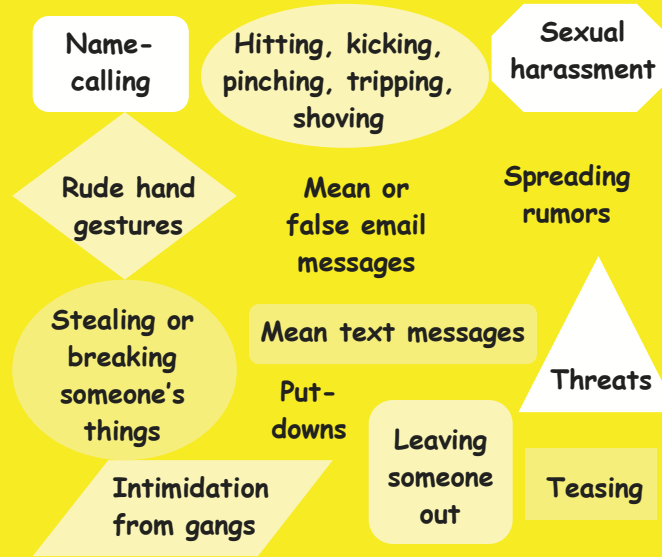 Name-
calling
Hitting, kicking,
pinching, tripping,
shoving
Sexual
harassment
Rude hand
gestures
Mean or
false email
messages
Spreading
rumors
Stealing or
breaking
someone's
things
Mean text messages
Threats
Put-
downs
Leaving
someone
out
Teasing
Intimidation
from gangs